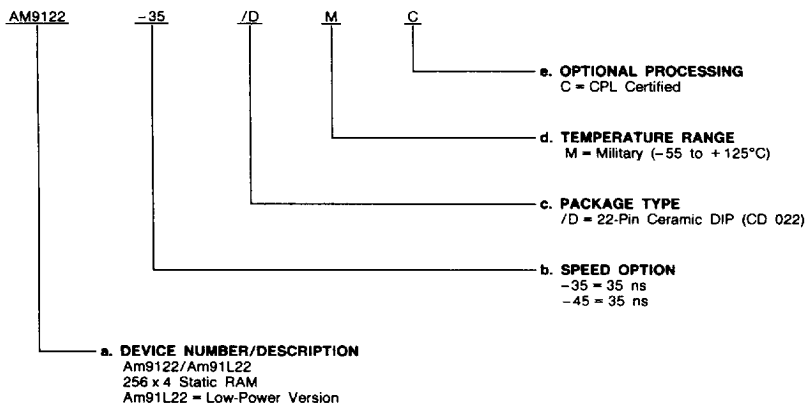 AM9122 -35 /D M C
e. OPTIONAL PROCESSING
C = CPL Certified
d. TEMPERATURE RANGE
M = Military (-55 to +125°C)
c. PACKAGE TYPE
/D = 22-Pin Ceramic DIP (CD 022)
b. SPEED OPTION
-35 = 35 ns
-45 = 35 ns
a. DEVICE NUMBER/DESCRIPTION
Am9122/Am91L22
256 x 4 Static RAM
Am91L22 = Low-Power Version